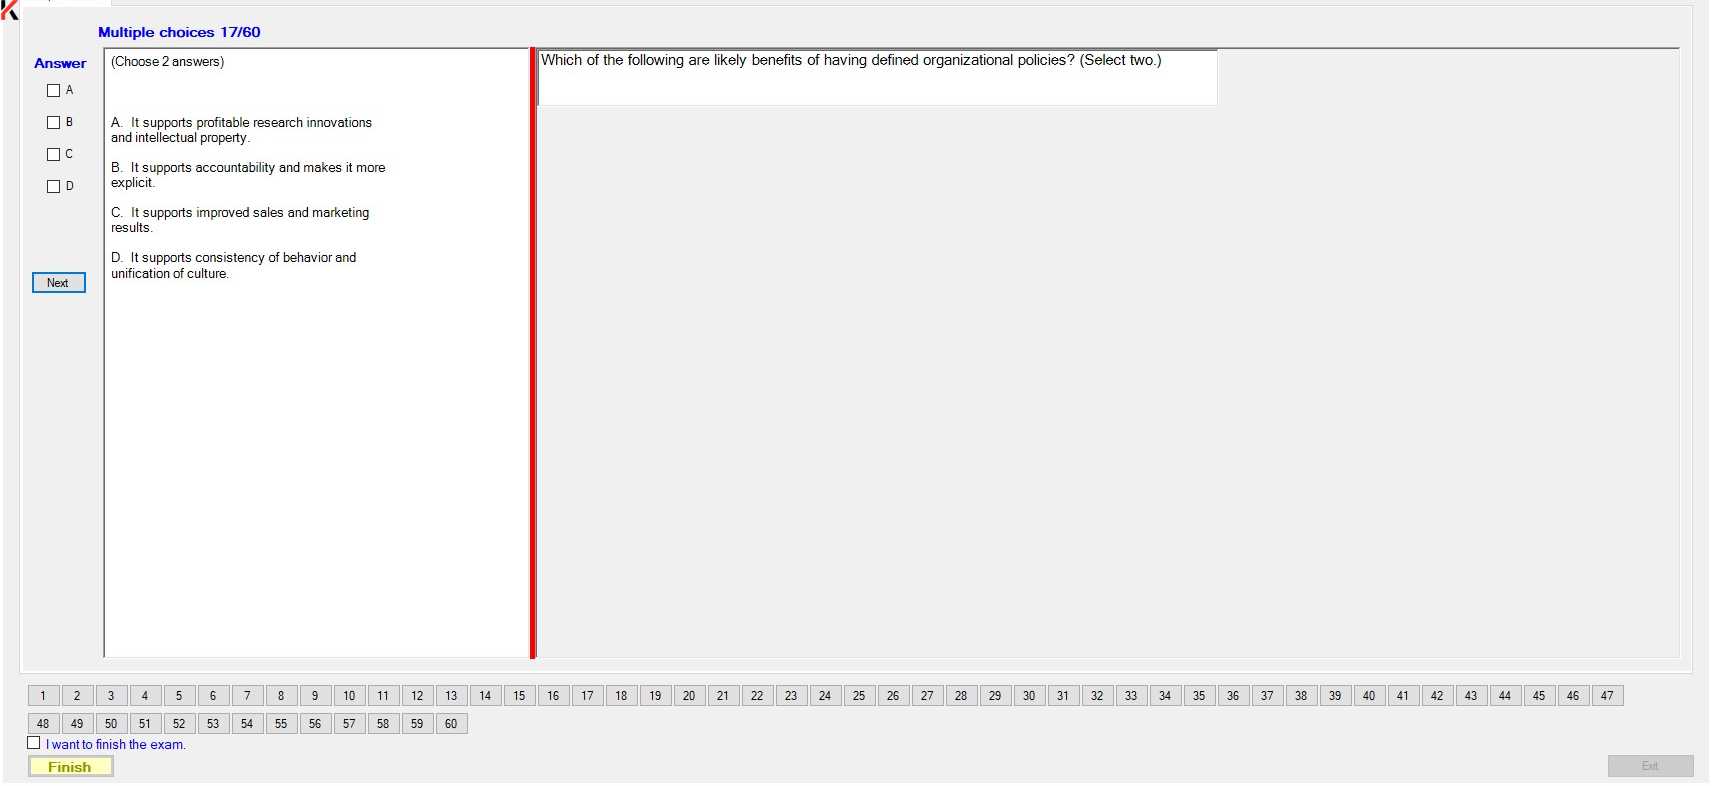 Multiple choices 17/60
Answer
A
B
C
D
Next
(Choose 2 answers)
A. It supports profitable research innovations
and intellectual property.
B. It supports accountability and makes it more
explicit.
C. It supports improved sales and marketing
results.
D. It supports consistency of behavior and
unification of culture.
Which of the following are likely benefits of having defined organizational policies? (Select two.)
1 2 3 4 5 6 7 8 9 10 11 12 13 14 15 16 17 18 19 20 21 22 23 24 25 26 27 28 29 30 31 32 33 34 35 36 37 38 39 40 41 42 43 44 45 46 47
48 49 50 51 52 53 54 55 56 57 58 59 60
I want to finish the exam.
Finish
Exit